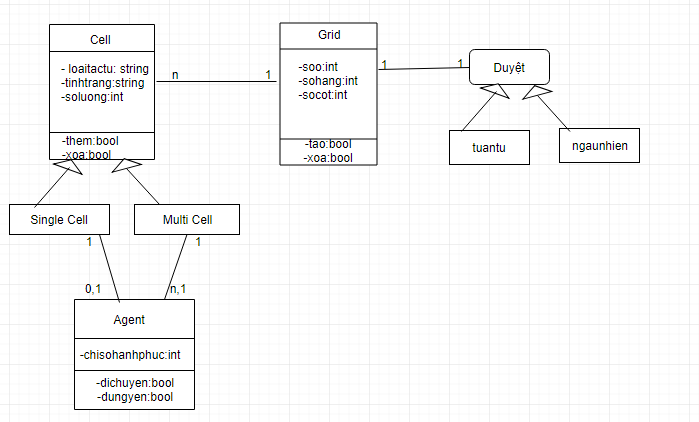 Cell
- loaitactu: string
-tinhtrang:string
-soluong:int
-them:bool
-xoa:bool
n
1
Grid
-soo:int
-sohang:int
-socot:int
-tao:bool
-xoa:bool
1
1
Duyệt
tuantu
ngaunhien
Single Cell
Multi Cell
1
1
0,1
n,1
Agent
-chisohanhphuc:int
-dichuyen:bool
-dungyen:bool